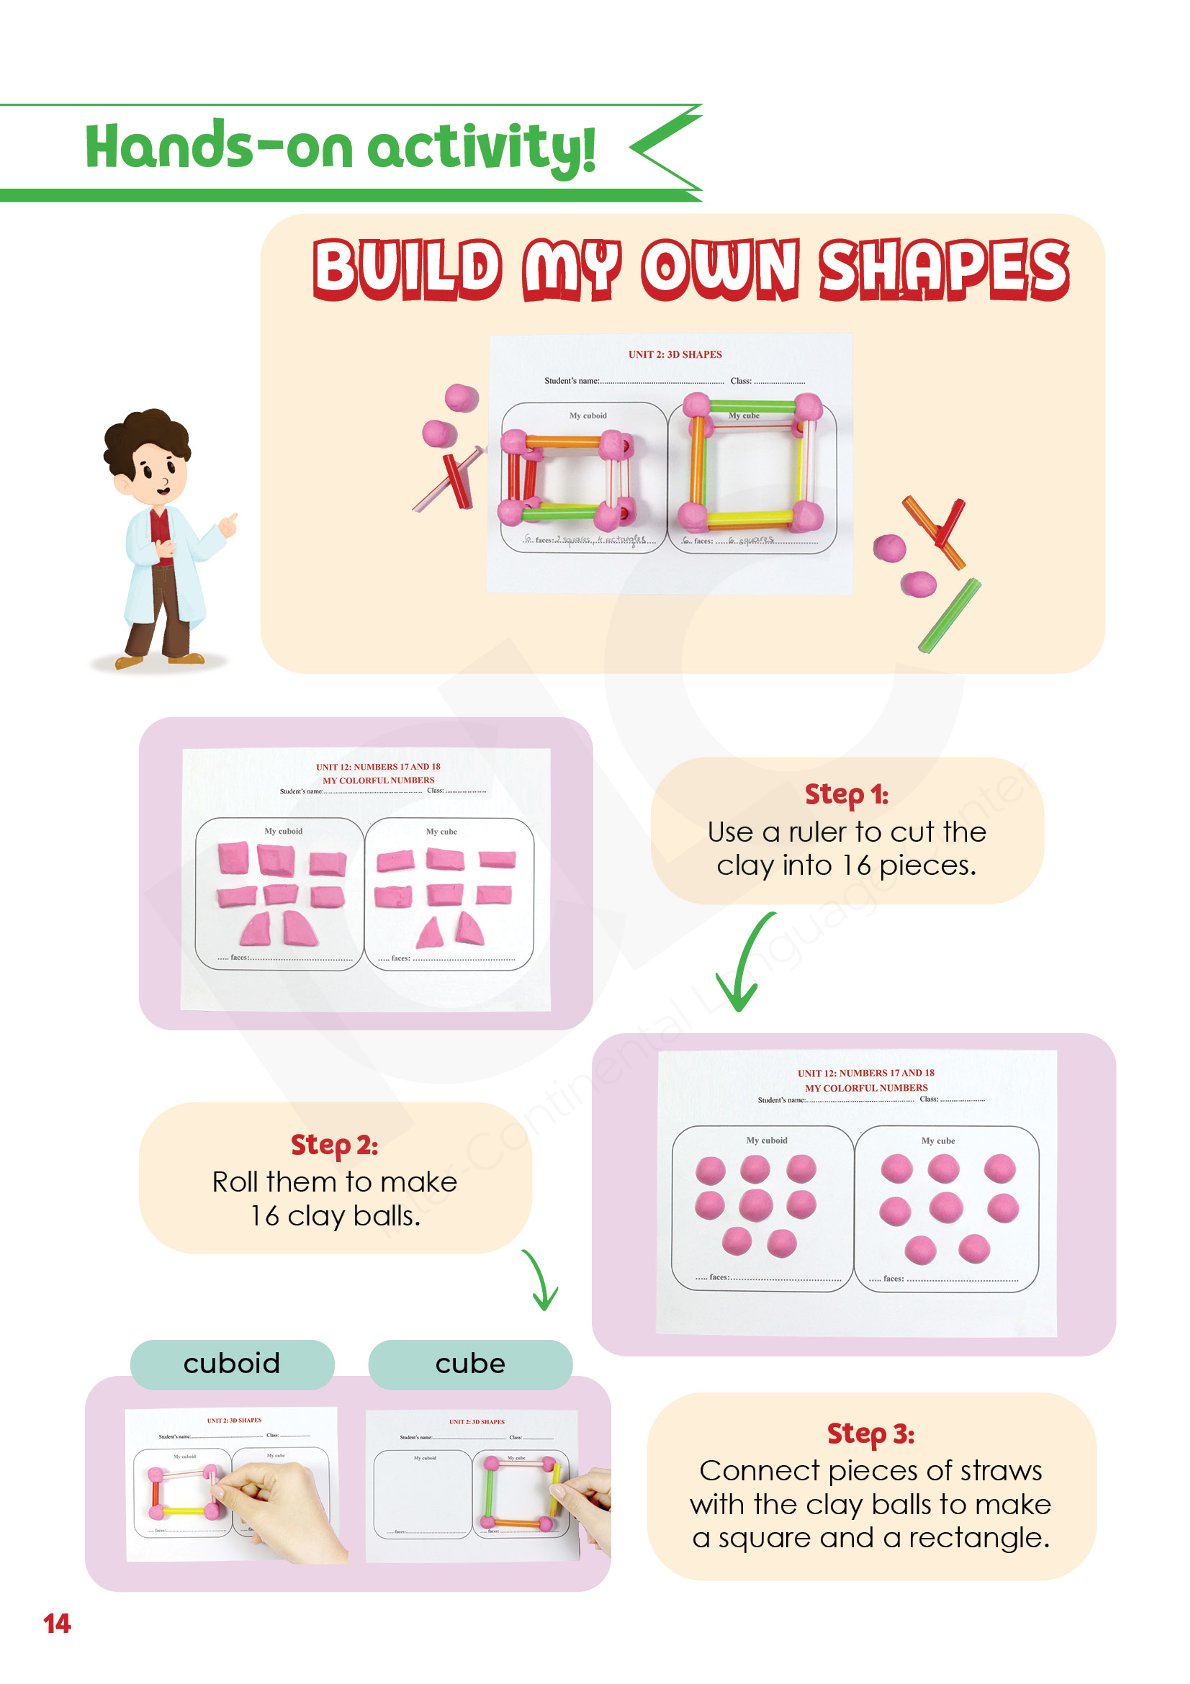 Hands-on activity!
BUILD MY OWN SHAPES
UNIT 2: 3D SHAPES
Student's name:.......... Class: ..........
My cuboid
My cube
6 faces: 2 squares, 4 rectangles
6 faces: 6 squares
UNIT 12: NUMBERS 17 AND 18
MY COLORFUL NUMBERS
Student's name:.......... Class: ..........
My cuboid
My cube
..... faces:..........
..... faces: ..........
Step 1:
Use a ruler to cut the
clay into 16 pieces.
UNIT 12: NUMBERS 17 AND 18
MY COLORFUL NUMBERS
Student's name:.......... Class: ..........
My cuboid
My cube
..... faces:..........
..... faces: ..........
Step 2:
Roll them to make
16 clay balls.
cuboid
cube
UNIT 2: 3D SHAPES
Student's name:.......... Class: ..........
My cuboid
My cube
..... faces:..........
UNIT 2: 3D SHAPES
Student's name:.......... Class: ..........
My cuboid
My cube
..... faces:..........
..... faces:..........
Step 3:
Connect pieces of straws
with the clay balls to make
a square and a rectangle.
14
Inter-Continental Language Center